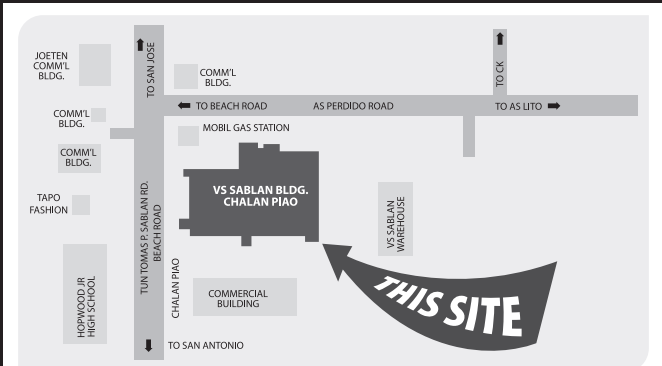 JOETEN
COMM'L
BLDG.
TO SAN JOSE
COMM'L
BLDG.
TO CK
TO BEACH ROAD
AS PERDIDO ROAD
TO AS LITO
COMM'L
BLDG.
MOBIL GAS STATION
COMM'L
BLDG.
VS SABLAN BLDG.
CHALAN PIAO
TAPO
FASHION
TUN TOMAS P. SABLAN RD.
BEACH ROAD
VS SABLAN
WAREHOUSE
CHALAN PIAO
HOPWOOD JR
HIGH SCHOOL
COMMERCIAL
BUILDING
THIS SITE
TO SAN ANTONIO